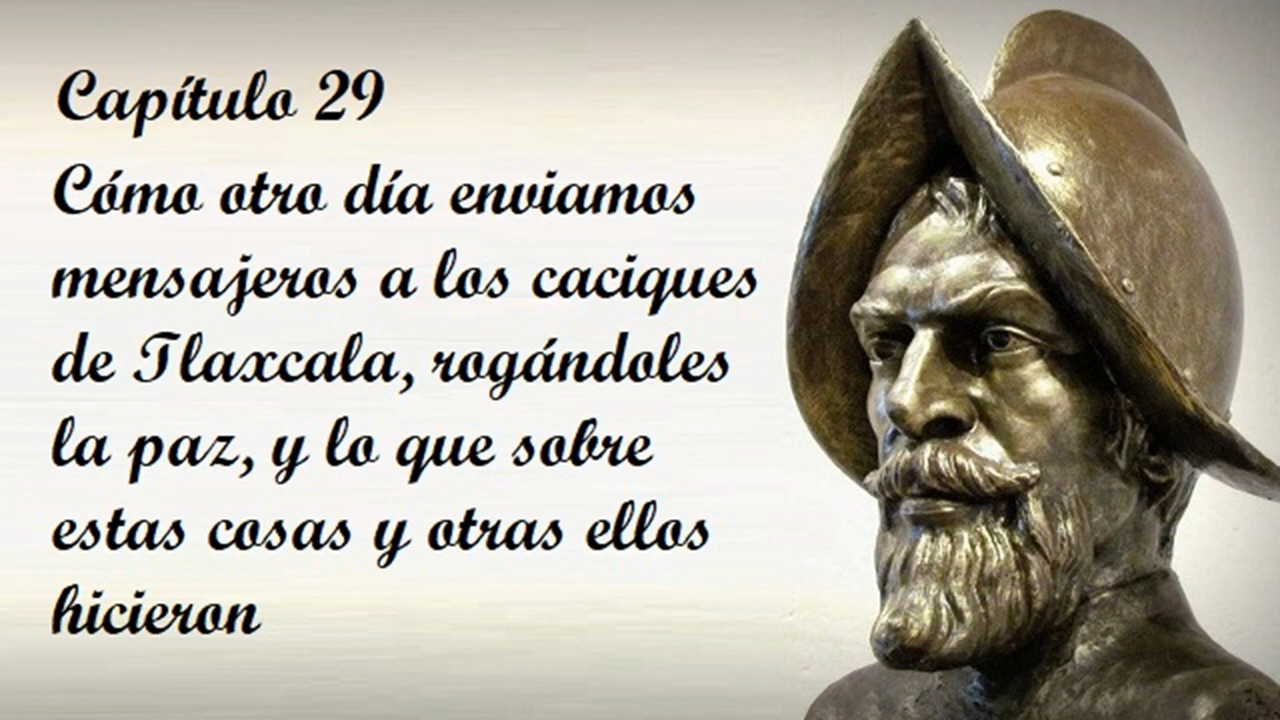 Capítulo 29
Cómo otro día enviamos
mensajeros a los caciques
de Tlaxcala, rogándoles
la paz, y lo que sobre
estas cosas y otras ellos
hicieron